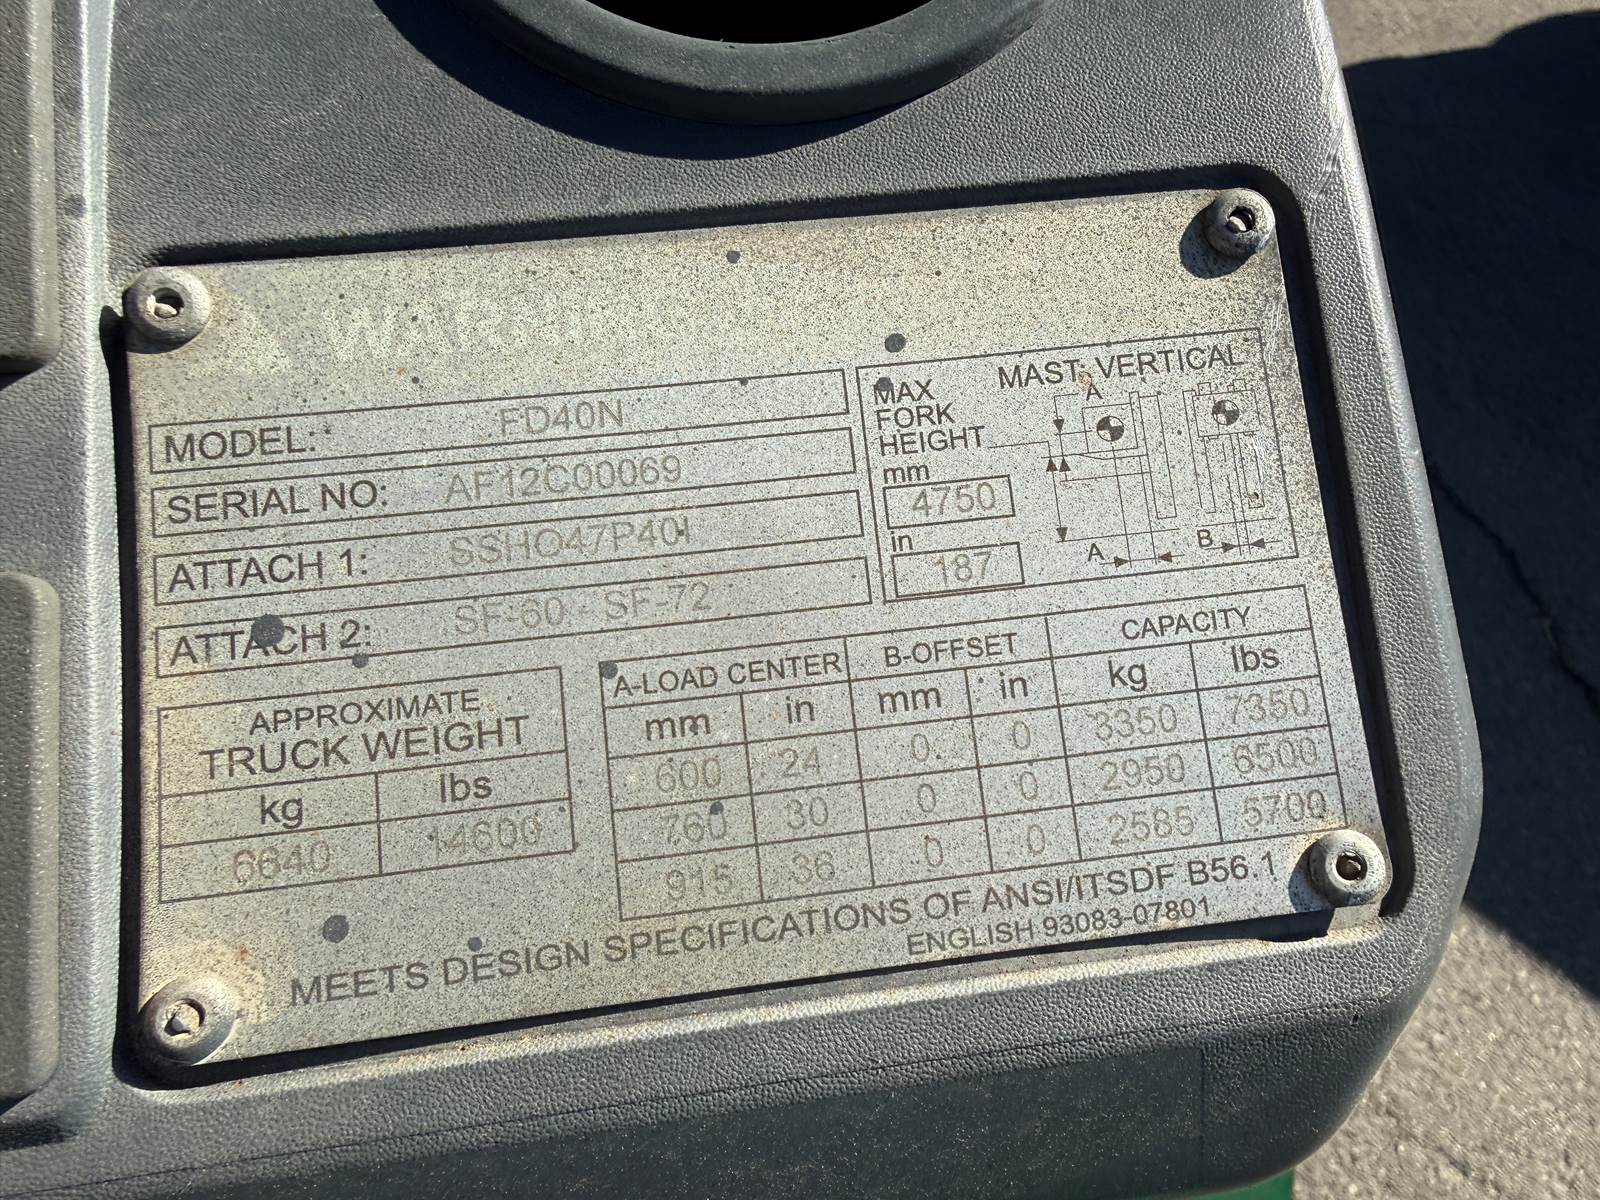 WARNING
MODEL: FD40N
SERIAL NO: AF12C00069
ATTACH 1: SSHO47P40I
ATTACH 2: SF-60 - SF-72
MAX FORK HEIGHT
mm
4750
in
187
MAST: VERTICAL
A
A
B
APPROXIMATE
TRUCK WEIGHT
kg lbs
6640 14600
A-LOAD CENTER B-OFFSET CAPACITY
mm in mm in kg lbs
600 24 0 0 3350 7350
760 30 0 0 2950 6500
915 36 0 0 2585 5700
MEETS DESIGN SPECIFICATIONS OF ANSI/ITSDF B56.1
ENGLISH 93083-07801